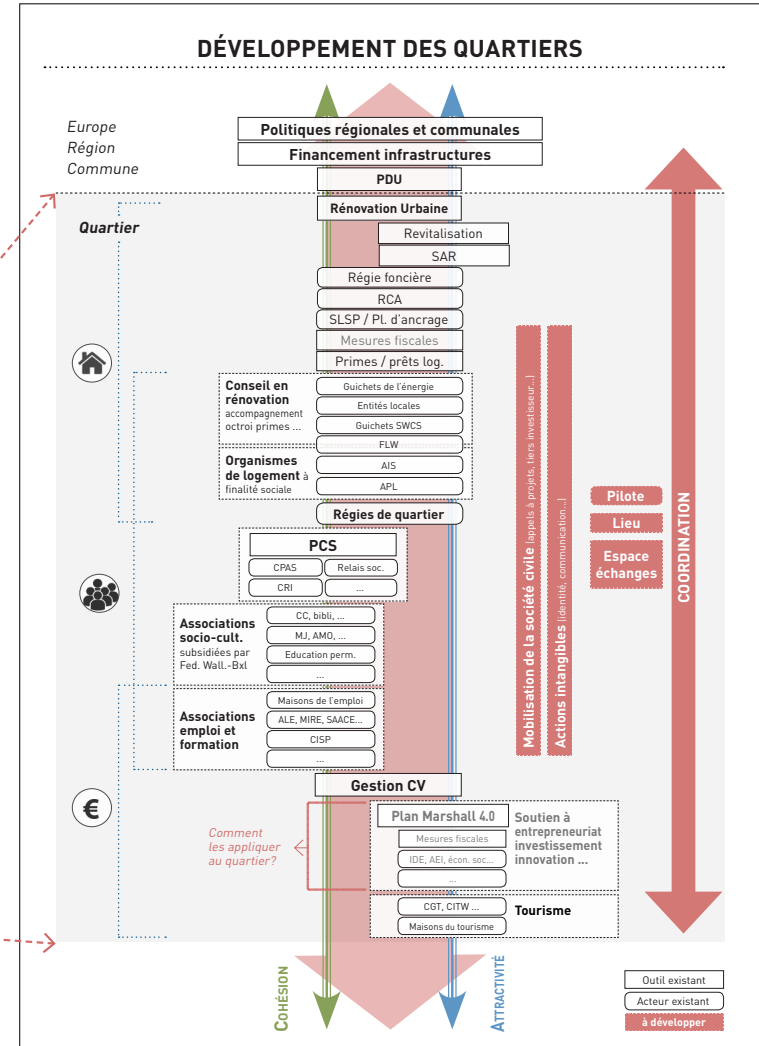 DÉVELOPPEMENT DES QUARTIERS
Europe
Région
Commune
Politiques régionales et communales
Financement infrastructures
PDU
Rénovation Urbaine
Quartier
Revitalisation
SAR
Régie foncière
RCA
SLSP / Pl. d'ancrage
Mesures fiscales
Primes / prêts log.
Conseil en
rénovation
accompagnement
octroi primes ...
Guichets de l'énergie
Entités locales
Guichets SWCS
FLW
Organismes
de logement à
finalité sociale
AIS
APL
Régies de quartier
PCS
CPAS
Relais soc.
CRI
...
Associations
socio-cult.
subsidiées par
Fed. Wall.-Bxl
CC, bibli, ...
MJ, AMO, ...
Education perm.
...
Associations
emploi et
formation
Maisons de l'emploi
ALE, MIRE, SAACE...
CISP
...
Gestion CV
€
Comment
les appliquer
au quartier?
Plan Marshall 4.0
Mesures fiscales
IDE, AEI, écon. soc...
...
Soutien à
entrepreneuriat
investissement
innovation ...
CGT, CITW ...
Maisons du tourisme
Tourisme
Mobilisation de la société civile (appels à projets, tiers investisseur...)
Actions intangibles (identité, communication...)
Pilote
Lieu
Espace
échanges
COORDINATION
COHÉSION
ATTRACTIVITÉ
Outil existant
Acteur existant
à développer